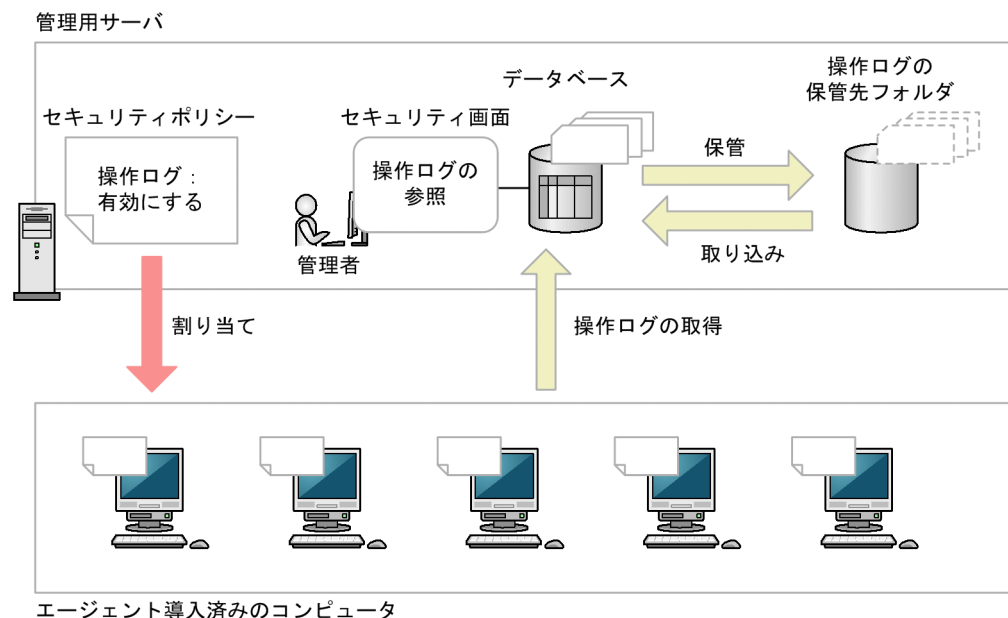 管理用サーバ
セキュリティポリシー
操作ログ：
有効にする
セキュリティ画面
操作ログの
参照
管理者
データベース
保管
取り込み
操作ログの
保管先フォルダ
割り当て
操作ログの取得
エージェント導入済みのコンピュータ